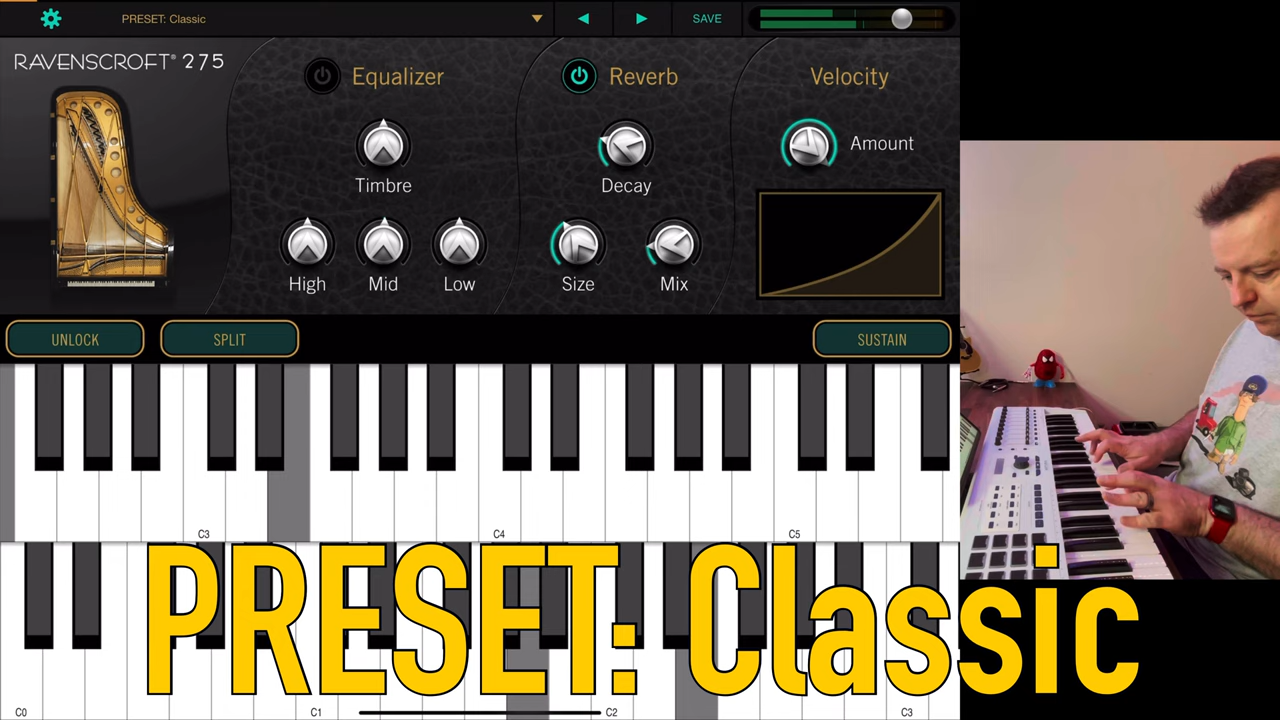 PRESET: Classic
SAVE
RAVENSCROFT® 275
Equalizer
Reverb
Velocity
Timbre
Decay
Amount
High
Mid
Low
Size
Mix
UNLOCK
SPLIT
SUSTAIN
C3
C4
C5
PRESET: Classic
C0
C1
C2
C3